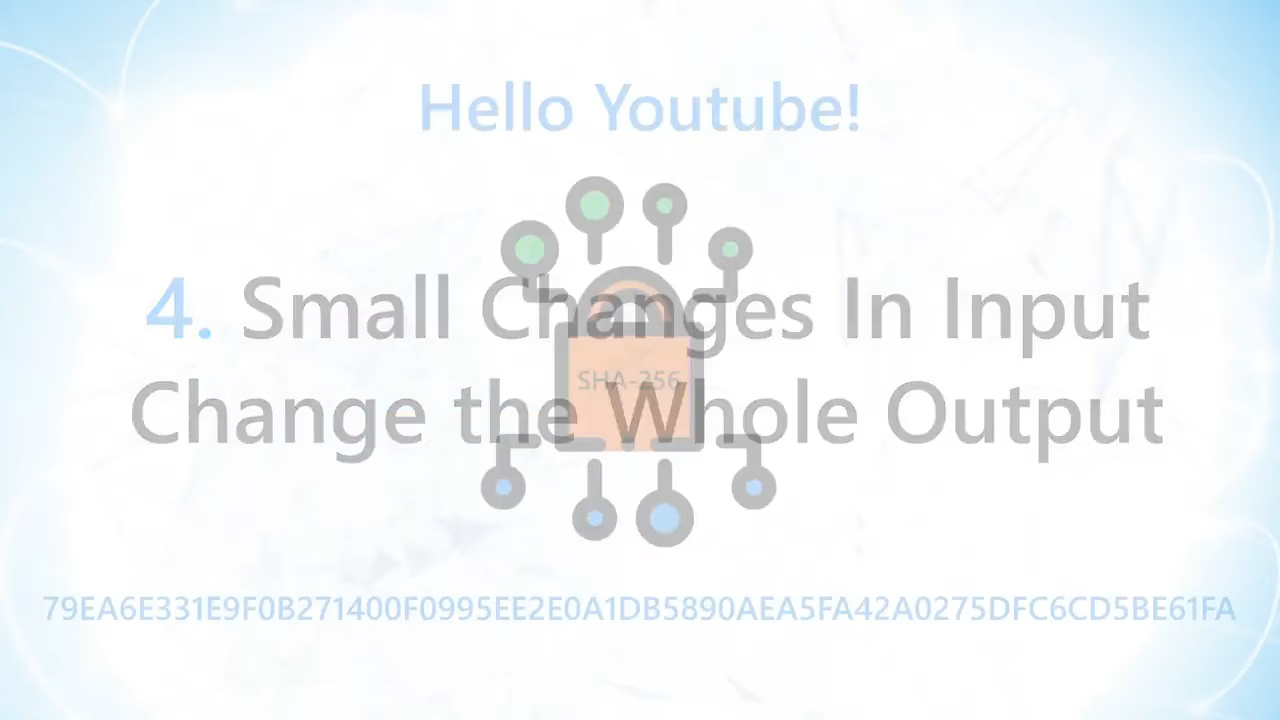 Hello Youtube!
4. Small Changes In Input
Change the Whole Output
SHA-256
79EA6E331E9F0B271400F0995EE2E0A1DB5890AEA5FA42A0275DFC6CD5BE61FA